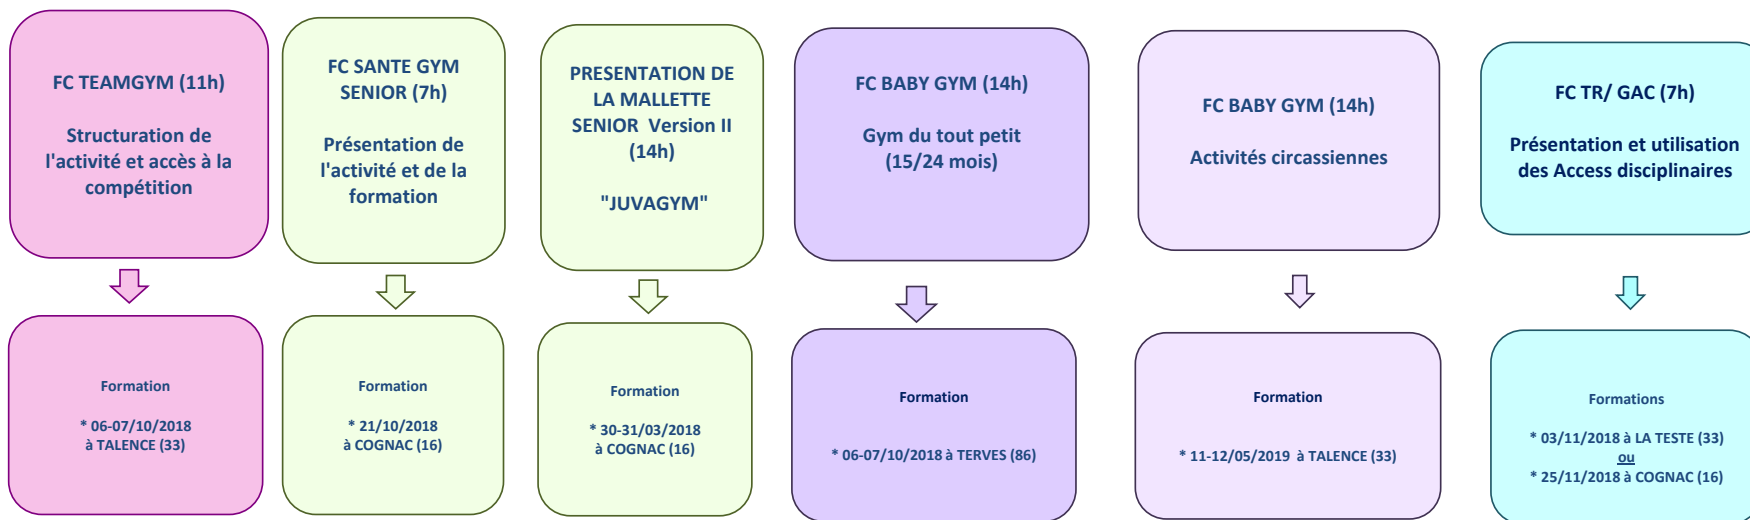 FC TEAMGYM (11h)
Structuration de
l'activité et accès à la
compétition
FC SANTE GYM
SENIOR (7h)
Présentation de
l'activité et de la
formation
PRESENTATION DE
LA MALLETTE
SENIOR Version II
(14h)
"JUVAGYM"
FC BABY GYM (14h)
Gym du tout petit
(15/24 mois)
FC BABY GYM (14h)
Activités circassiennes
FC TR/ GAC (7h)
Présentation et utilisation
des Access disciplinaires
Formation
* 06-07/10/2018
à TALENCE (33)
Formation
* 21/10/2018
à COGNAC (16)
Formation
* 30-31/03/2018
à COGNAC (16)
Formation
* 06-07/10/2018 à TERVES (86)
Formation
* 11-12/05/2019 à TALENCE (33)
Formations
* 03/11/2018 à LA TESTE (33)
ou
* 25/11/2018 à COGNAC (16)